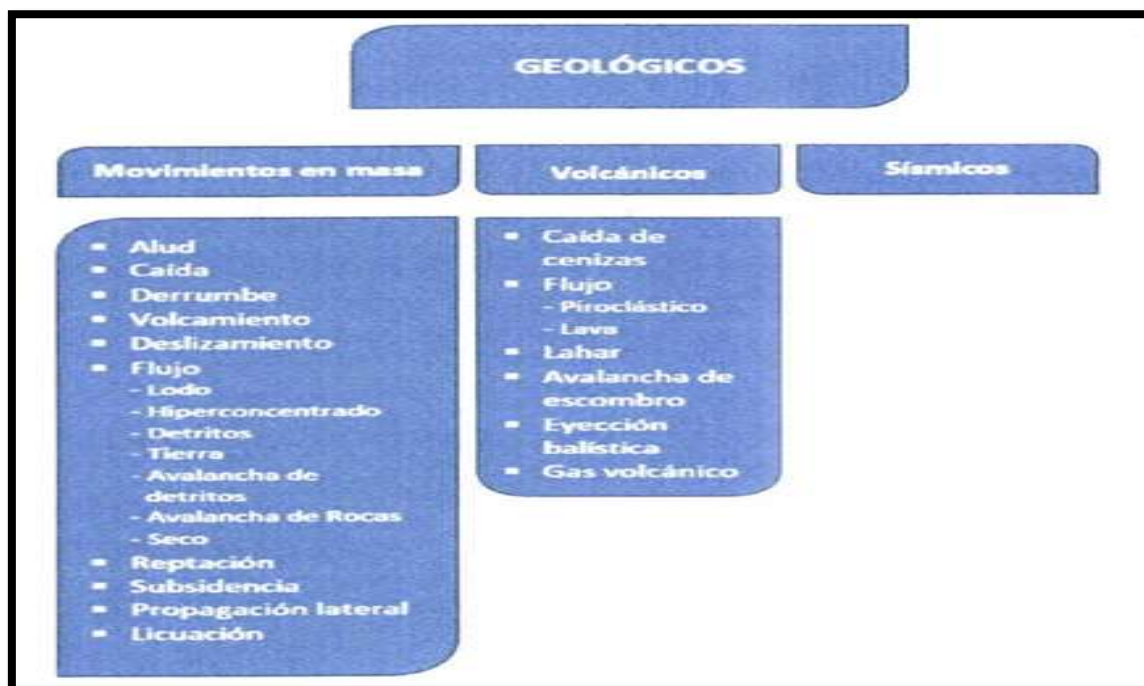 GEOLÓGICOS
Movimientos en masa
▪ Alud
▪ Caída
▪ Derrumbe
▪ Volcamiento
▪ Deslizamiento
▪ Flujo
- Lodo
- Hiperconcentrado
- Detritos
- Tierra
- Avalancha de
detritos
- Avalancha de Rocas
- Seco
▪ Reptación
▪ Subsidencia
▪ Propagación lateral
▪ Licuación
Volcánicos
▪ Caída de
cenizas
▪ Flujo
- Piroclástico
- Lava
▪ Lahar
▪ Avalancha de
escombro
▪ Eyección
balística
▪ Gas volcánico
Sísmicos